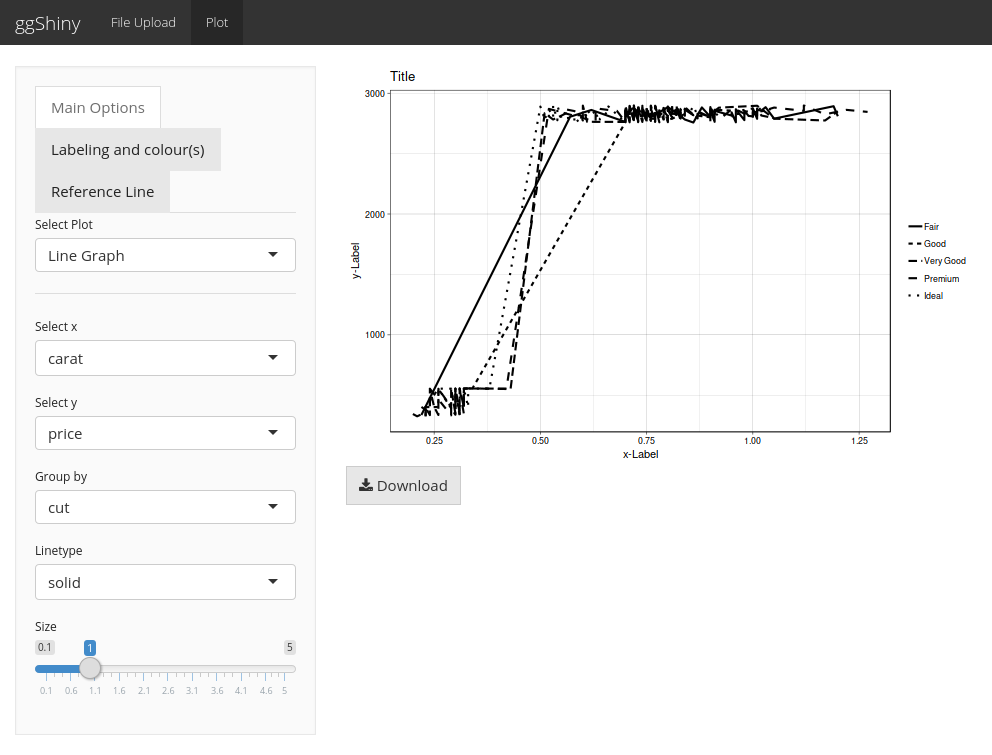 ggShiny
File Upload
Plot
Main Options
Labeling and colour(s)
Reference Line
Select Plot
Line Graph
Select x
carat
Select y
price
Group by
cut
Linetype
solid
Size
0.1 1 5
0.1 0.6 1.1 1.6 2.1 2.6 3.1 3.6 4.1 4.6 5
Title
3000
2000
1000
y-Label
0.25 0.50 0.75 1.00 1.25
x-Label
Fair
Good
Very Good
Premium
Ideal
Download